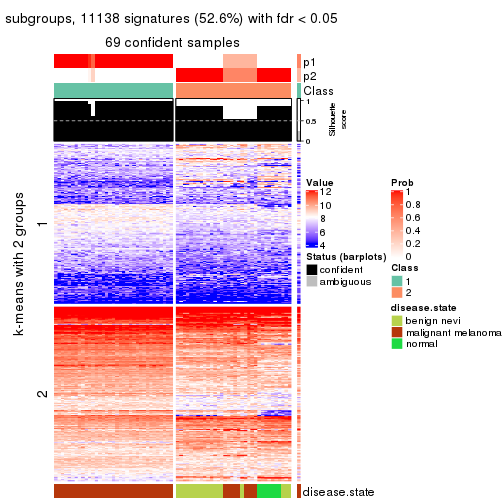 subgroups, 11138 signatures (52.6%) with fdr < 0.05
69 confident samples
p1
p2
Class
1
0.5
0
Silhouette
score
k-means with 2 groups
1
2
Value
12
10
8
6
4
Status (barplots)
confident
ambiguous
Prob
1
0.8
0.6
0.4
0.2
0
Class
1
2
disease.state
benign nevi
malignant melanoma
normal
disease.state